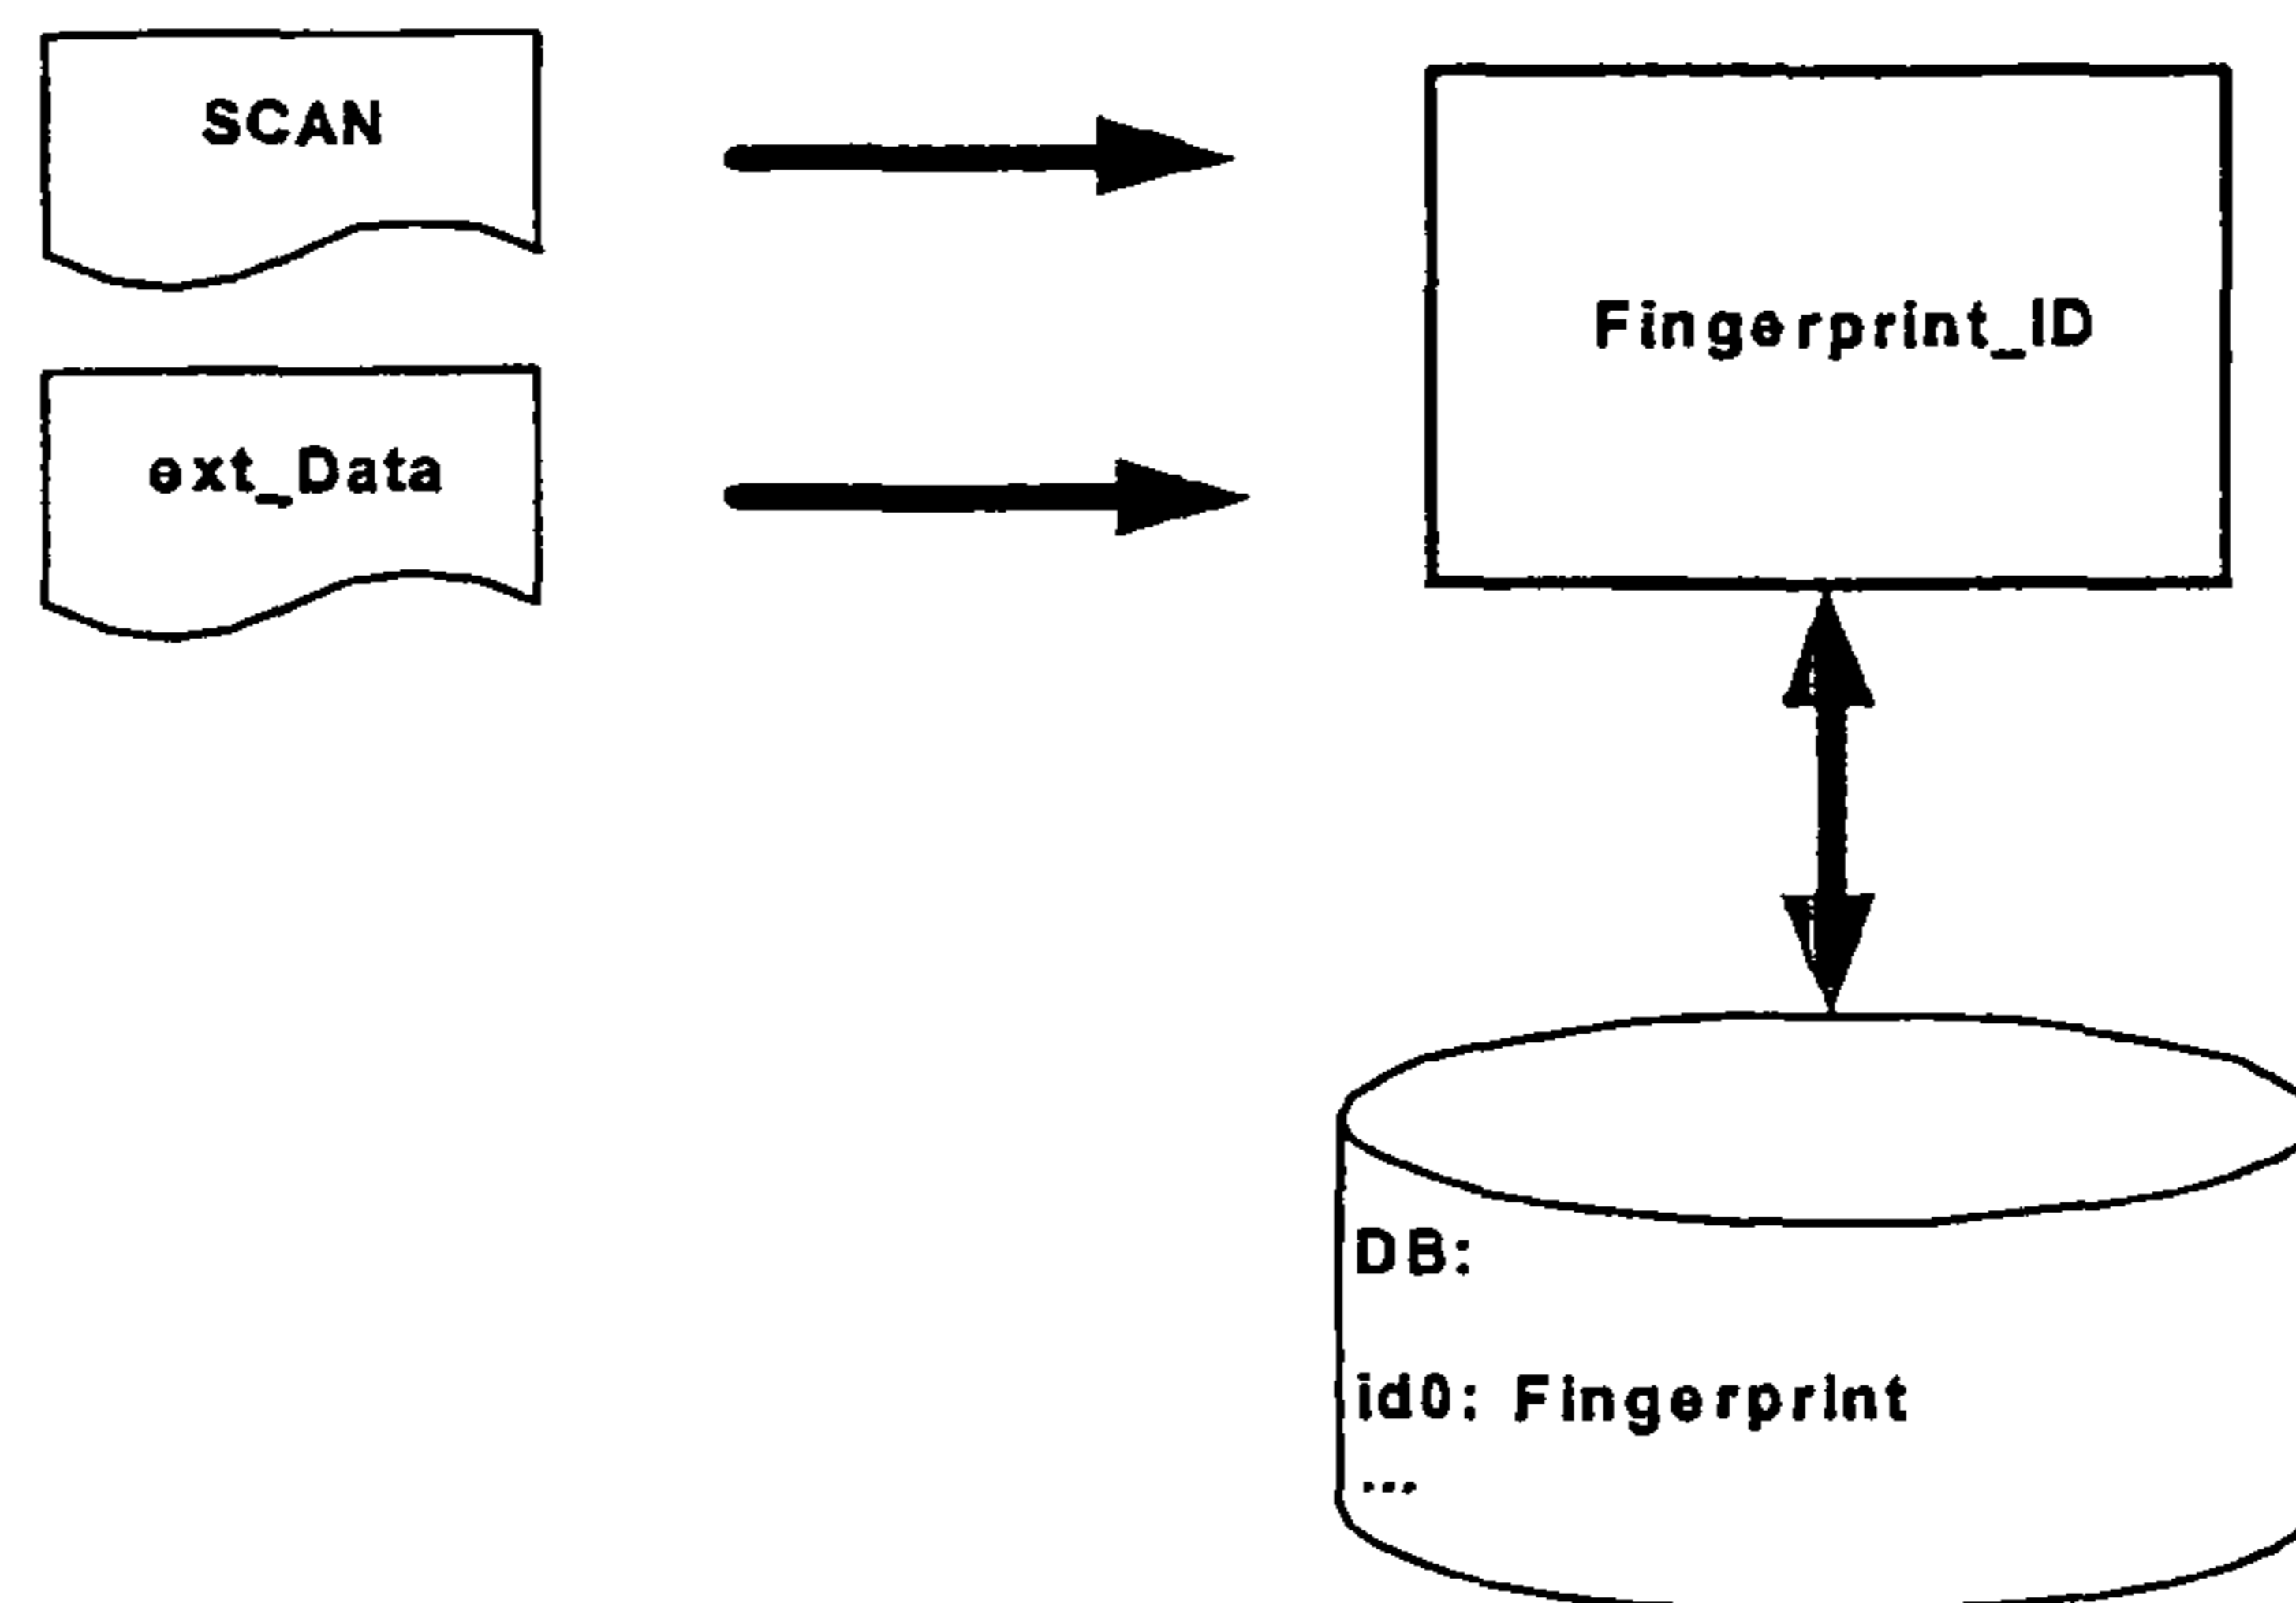 SCAN
Fingerprint_ID
ext_Data
DB:
id0: Fingerprint
...